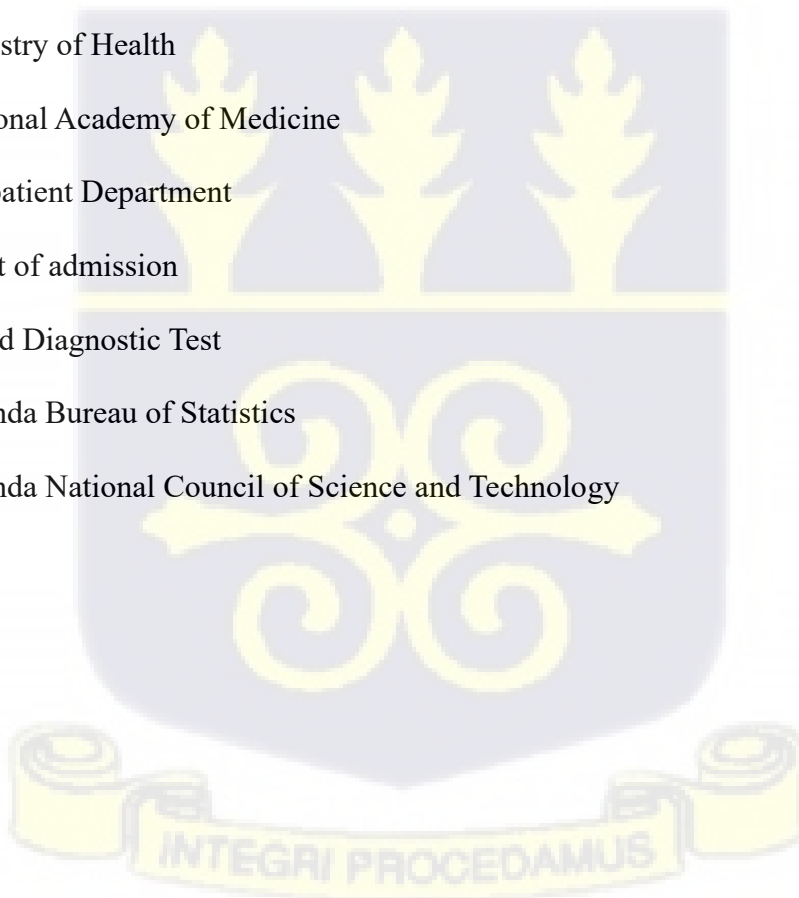 stry of Health
onal Academy of Medicine
patient Department
t of admission
d Diagnostic Test
nda Bureau of Statistics
nda National Council of Science and Technology
INTEGRI PROCEDAMUS